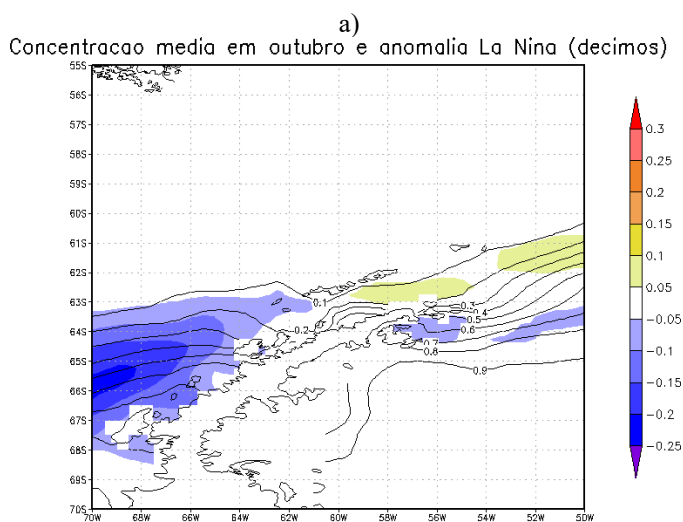 a)
Concentracao media em outubro e anomalia La Nina (decimos)
55S
56S
57S
58S
59S
60S
61S
62S
63S
64S
65S
66S
67S
68S
69S
70S
70W
68W
66W
64W
62W
60W
58W
56W
54W
52W
50W
0.1
0.2
0.3
0.4
0.5
0.6
0.7
0.8
0.9
0.3
0.25
0.2
0.15
0.1
0.05
-0.05
-0.1
-0.15
-0.2
-0.25